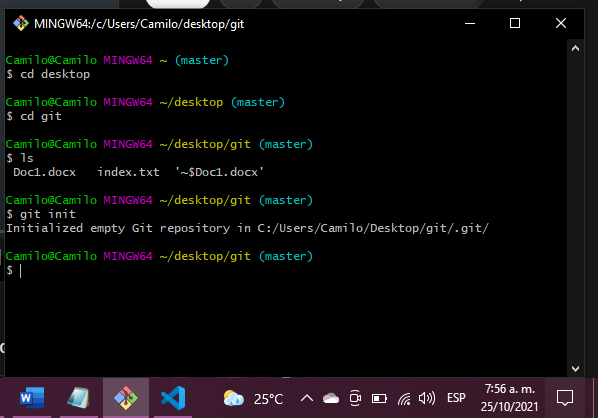 MINGW64:/c/Users/Camilo/desktop/git
Camilo@Camilo MINGW64 ~ (master)
$ cd desktop
Camilo@Camilo MINGW64 ~/desktop (master)
$ cd git
Camilo@Camilo MINGW64 ~/desktop/git (master)
$ ls
Doc1.docx   index.txt  '~$Doc1.docx'
Camilo@Camilo MINGW64 ~/desktop/git (master)
$ git init
Initialized empty Git repository in C:/Users/Camilo/Desktop/git/.git/
Camilo@Camilo MINGW64 ~/desktop/git (master)
$
25°C ESP 7:56 a. m.
25/10/2021